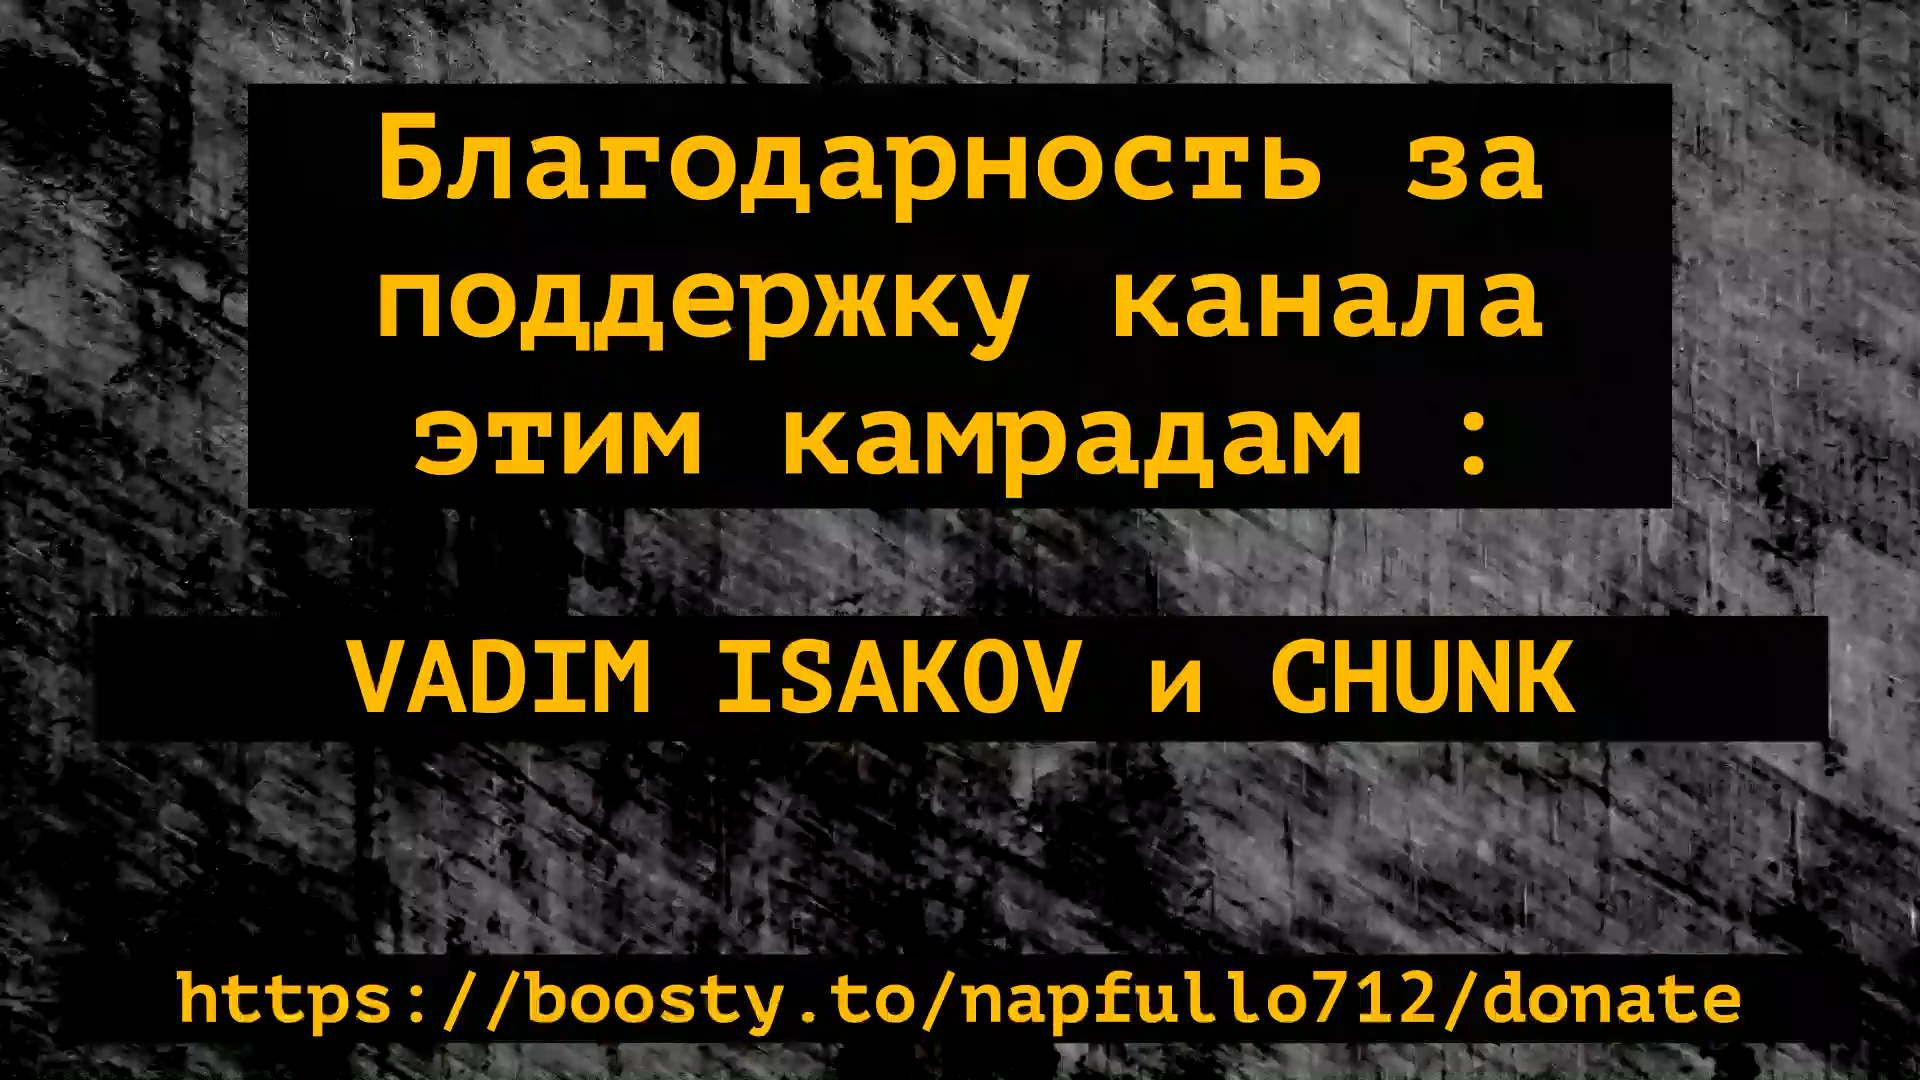 Благодарность за
поддержку канала
этим камрадам :
VADIM ISAKOV и CHUNK
https://boosty.to/napfullo712/donate